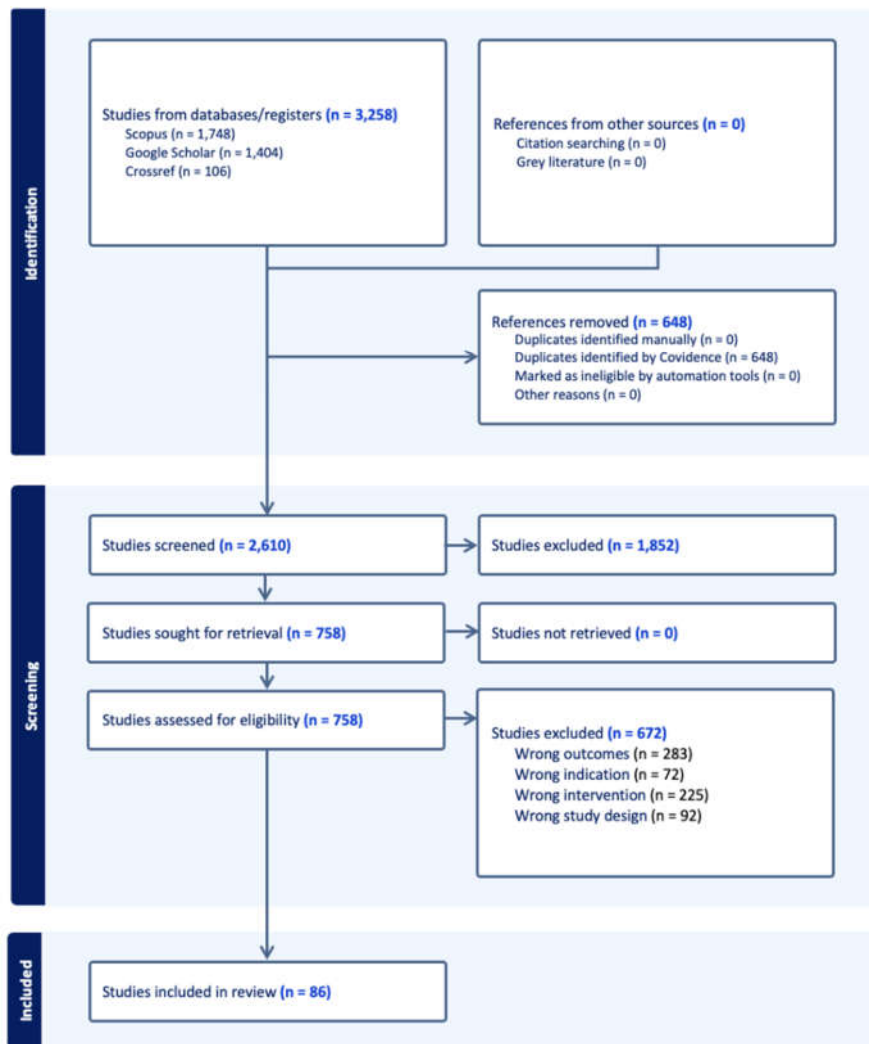 Identification
Studies from databases/registers (n = 3,258)
Scopus (n = 1,748)
Google Scholar (n = 1,404)
Crossref (n = 106)
References from other sources (n = 0)
Citation searching (n = 0)
Grey literature (n = 0)
References removed (n = 648)
Duplicates identified manually (n = 0)
Duplicates identified by Covidence (n = 648)
Marked as ineligible by automation tools (n = 0)
Other reasons (n = 0)
Screening
Studies screened (n = 2,610)
Studies excluded (n = 1,852)
Studies sought for retrieval (n = 758)
Studies not retrieved (n = 0)
Studies assessed for eligibility (n = 758)
Studies excluded (n = 672)
Wrong outcomes (n = 283)
Wrong indication (n = 72)
Wrong intervention (n = 225)
Wrong study design (n = 92)
Included
Studies included in review (n = 86)